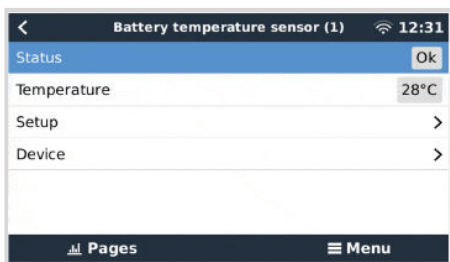 Battery temperature sensor (1) 12:31
Status Ok
Temperature 28°C
Setup
Device
Pages Menu